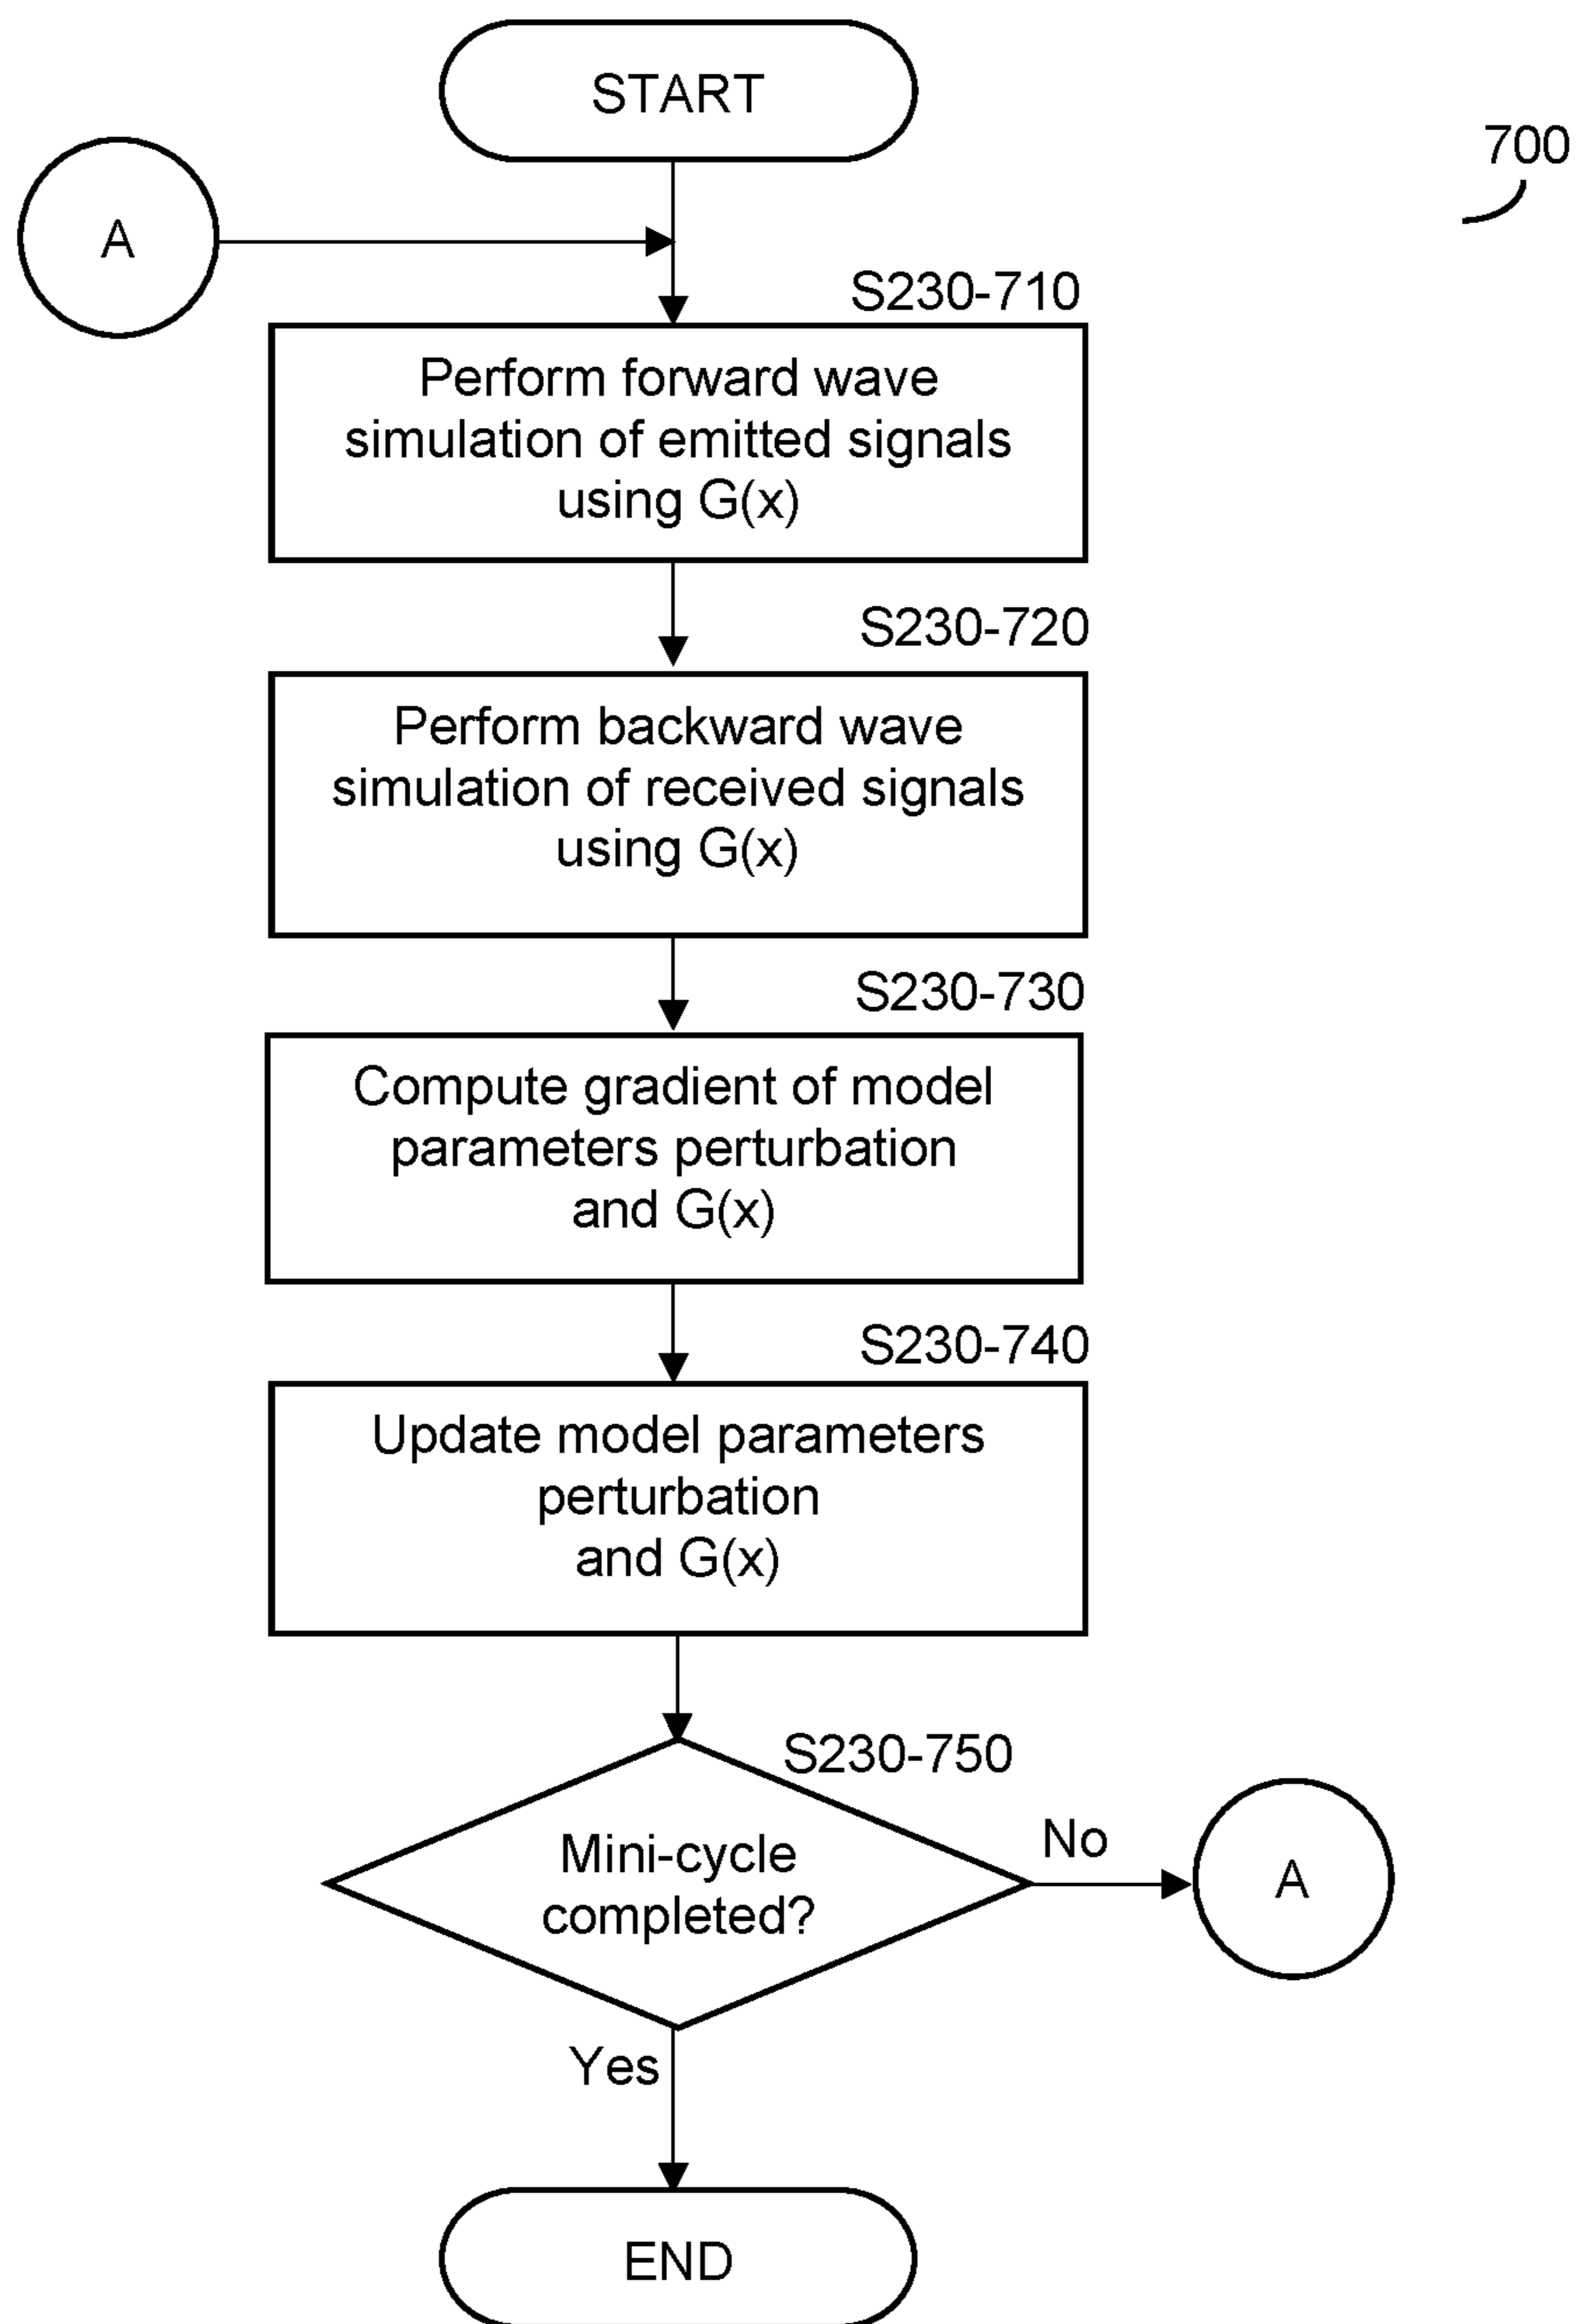 START
700
A
S230-710
Perform forward wave
simulation of emitted signals
using G(x)
S230-720
Perform backward wave
simulation of received signals
using G(x)
S230-730
Compute gradient of model
parameters perturbation
and G(x)
S230-740
Update model parameters
perturbation
and G(x)
S230-750
Mini-cycle
completed?
No
A
Yes
END